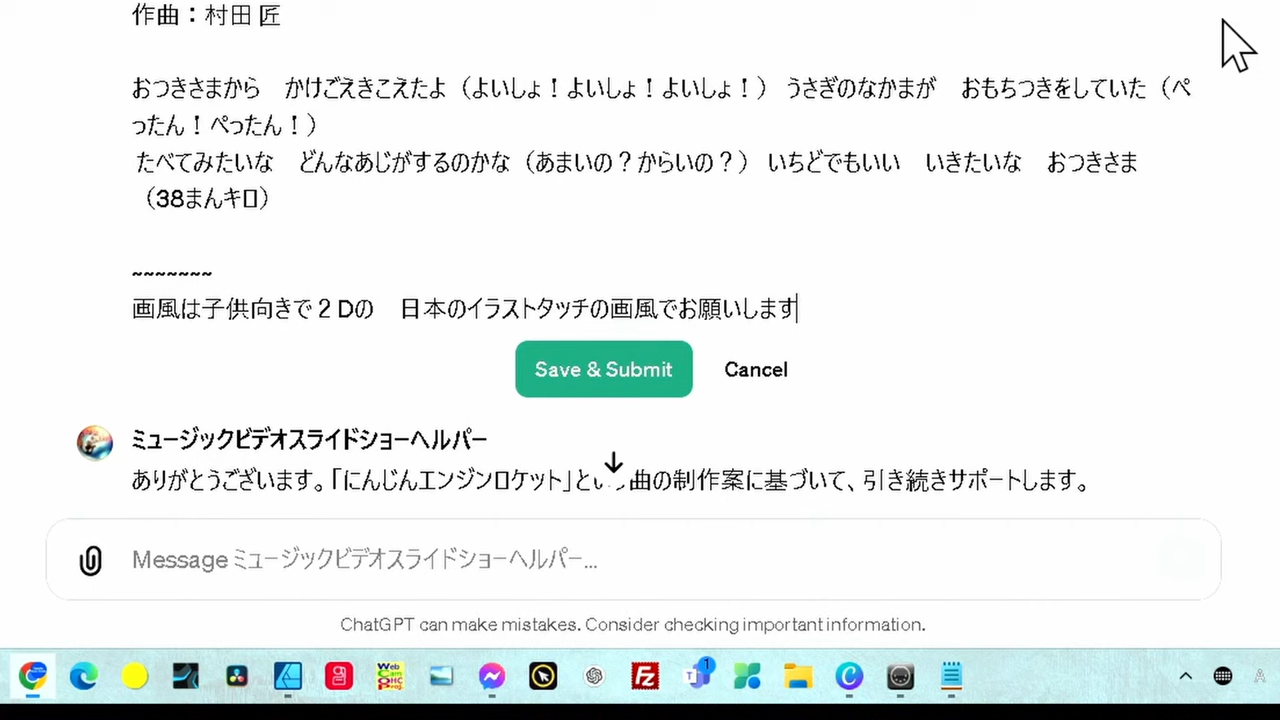 作曲：村田 匠
おつきさまから　かけごえきこえたよ（よいしょ！よいしょ！よいしょ！） うさぎのなかまが　おもちつきをしていた（ぺ
ったん！ぺったん！）
たべてみたいな　どんなあじがするのかな（あまいの？からいの？） いちどでもいい　いきたいな　おつきさま
（38まんキロ）
~~~~~~~
画風は子供向きで２Dの　日本のイラストタッチの画風でお願いします
Save & Submit Cancel
ミュージックビデオスライドショーヘルパー
ありがとうございます。「にんじんエンジンロケット」という曲の制作案に基づいて、引き続きサポートします。
Message ミュージックビデオスライドショーヘルパー...
ChatGPT can make mistakes. Consider checking important information.
Web
Cam
1
FZ
A